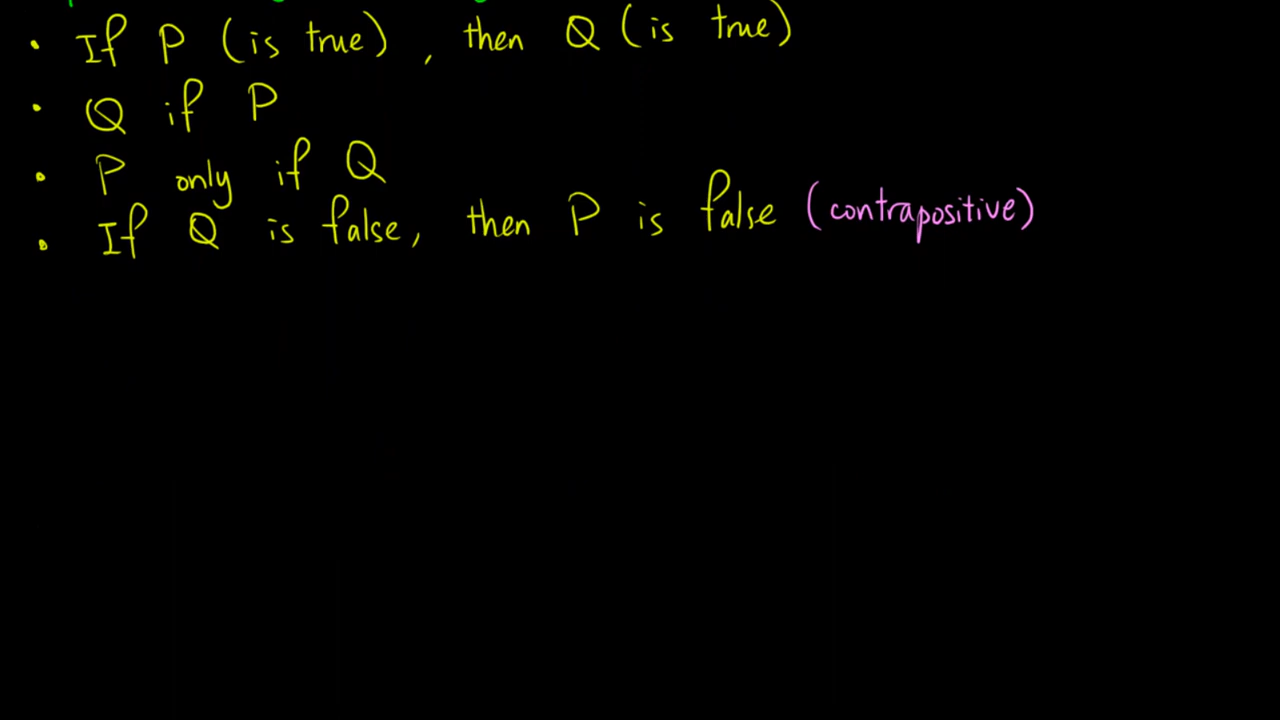 • If P (is true), then Q (is true)
• Q if P
• P only if Q
• If Q is false, then P is false (contrapositive)